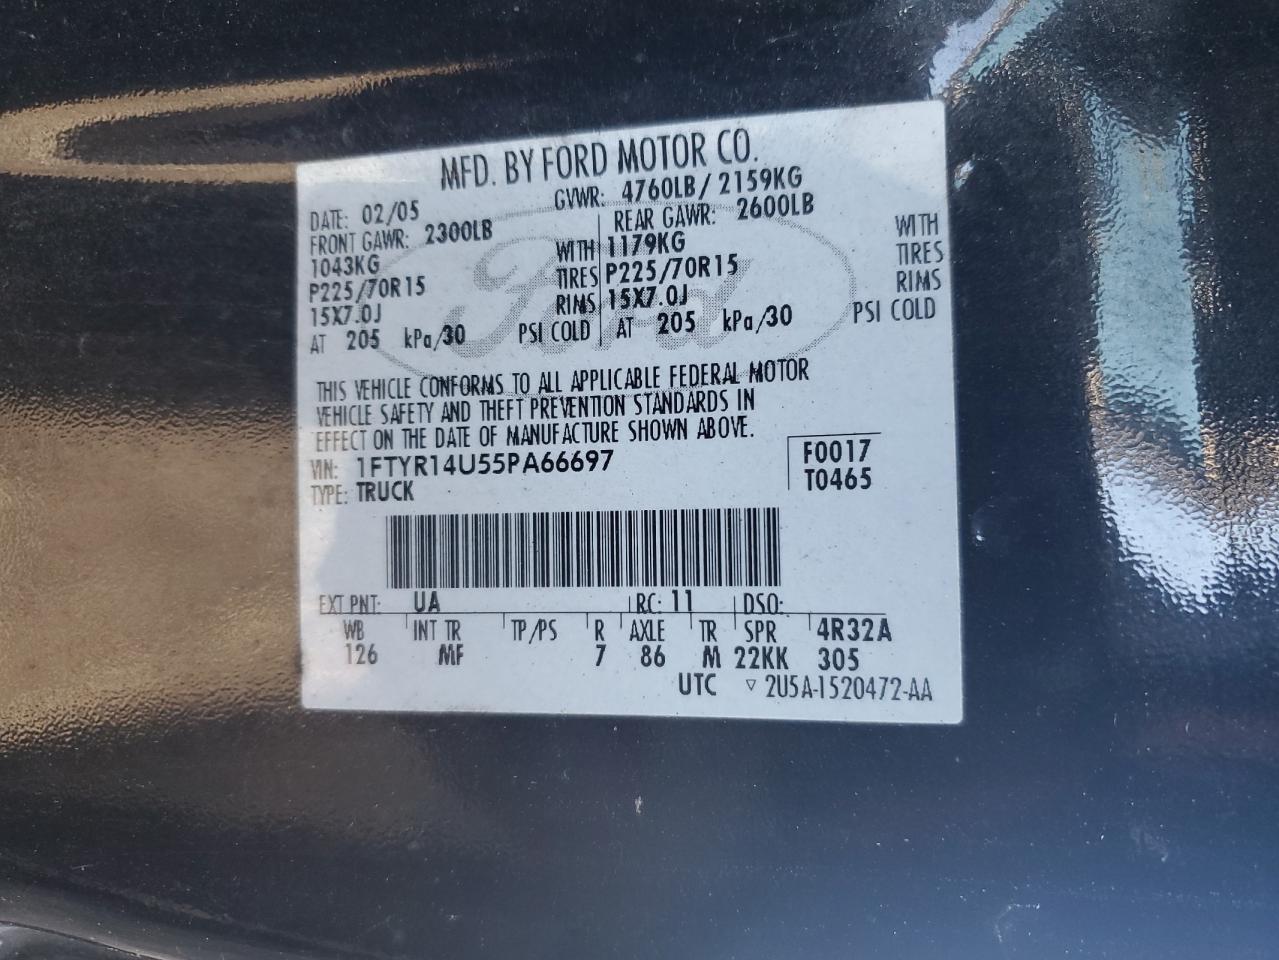 MFD. BY FORD MOTOR CO.
DATE: 02/05 GVWR: 4760LB/ 2159KG
FRONT GAWR: 2300LB REAR GAWR: 2600LB
1043KG WITH 1179KG WITH
P225/70R15 TIRES P225/70R15 TIRES
15X7.0J RIMS 15X7.0J RIMS
AT 205 kPa/30 PSI COLD AT 205 kPa/30 PSI COLD
Ford
THIS VEHICLE CONFORMS TO ALL APPLICABLE FEDERAL MOTOR
VEHICLE SAFETY AND THEFT PREVENTION STANDARDS IN
EFFECT ON THE DATE OF MANUFACTURE SHOWN ABOVE.
VIN: 1FTYR14U55PA66697 F0017
TYPE: TRUCK T0465
EXT PNT: UA RC: 11 DSO:
WB INT TR TP/PS R AXLE TR SPR 4R32A
126 MF 7 86 M 22KK 305
UTC ▽ 2U5A-1520472-AA